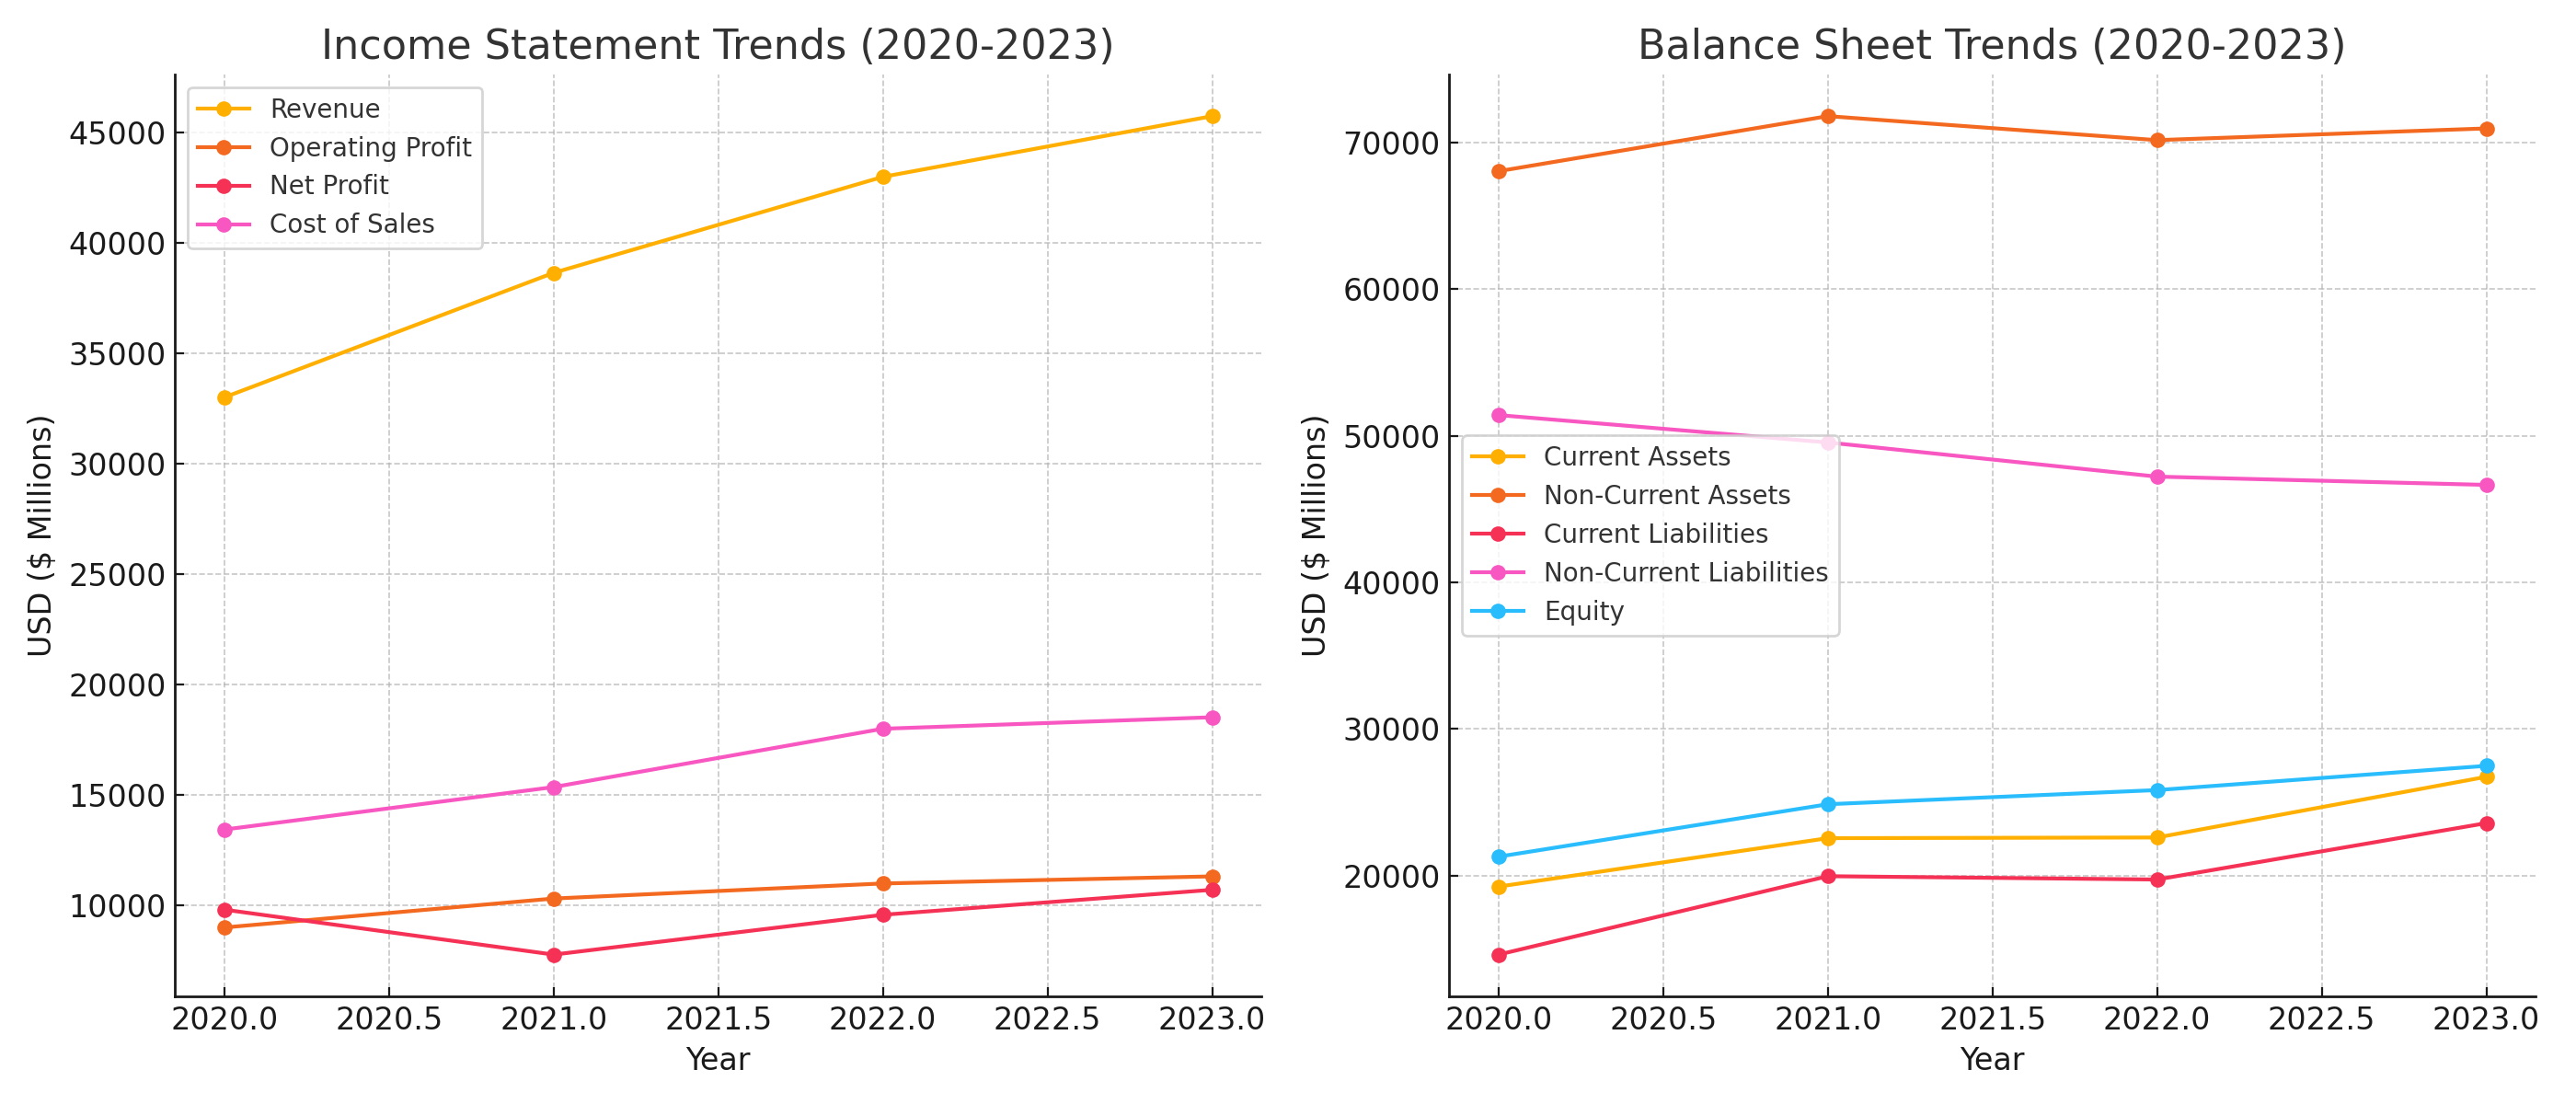 Income Statement Trends (2020-2023)
Revenue
Operating Profit
Net Profit
Cost of Sales
45000
40000
35000
30000
25000
20000
15000
10000
USD ($ Millions)
2020.0 2020.5 2021.0 2021.5 2022.0 2022.5 2023.0
Year
Balance Sheet Trends (2020-2023)
70000
60000
50000
40000
30000
20000
USD ($ Millions)
Current Assets
Non-Current Assets
Current Liabilities
Non-Current Liabilities
Equity
2020.0 2020.5 2021.0 2021.5 2022.0 2022.5 2023.0
Year